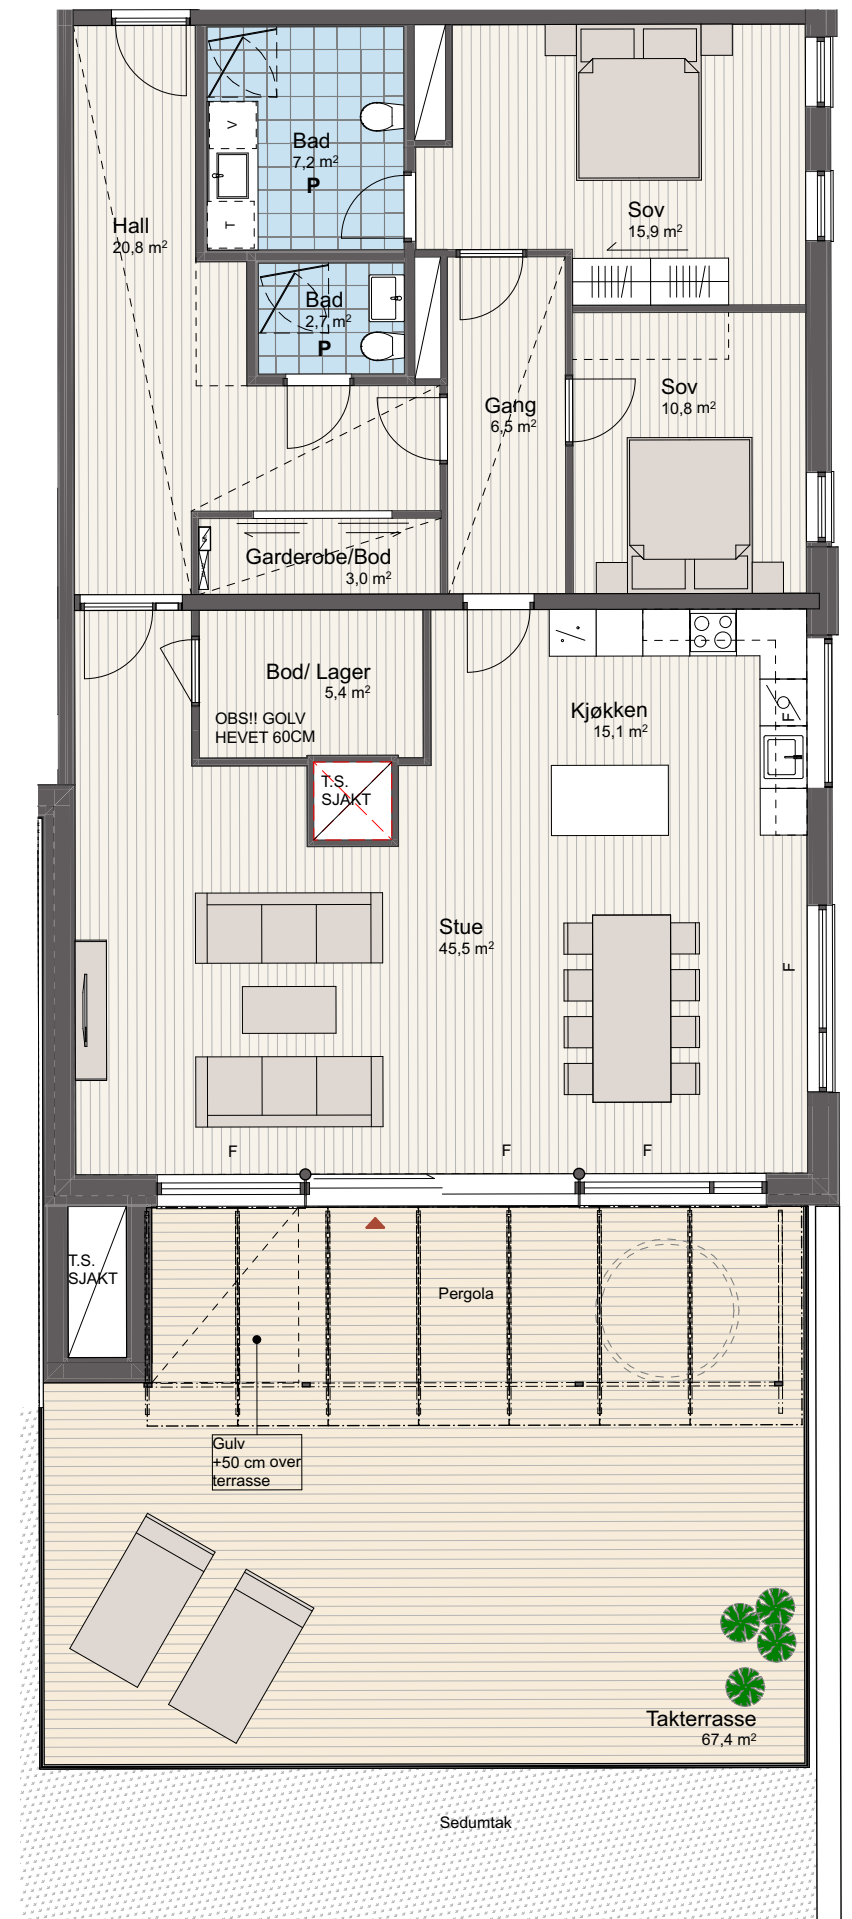 Bad
7,2 m²
P
V
T
Hall
20,8 m²
Sov
15,9 m²
Bad
2,7 m²
P
Gang
6,5 m²
Sov
10,8 m²
Garderobe/Bod
3,0 m²
Bod/ Lager
5,4 m²
OBS!! GOLV
HEVET 60CM
Kjøkken
15,1 m²
F
T.S.
SJAKT
Stue
45,5 m²
F
F
F
F
T.S.
SJAKT
Pergola
Gulv
+50 cm over
terrasse
Takterrasse
67,4 m²
Sedumtak